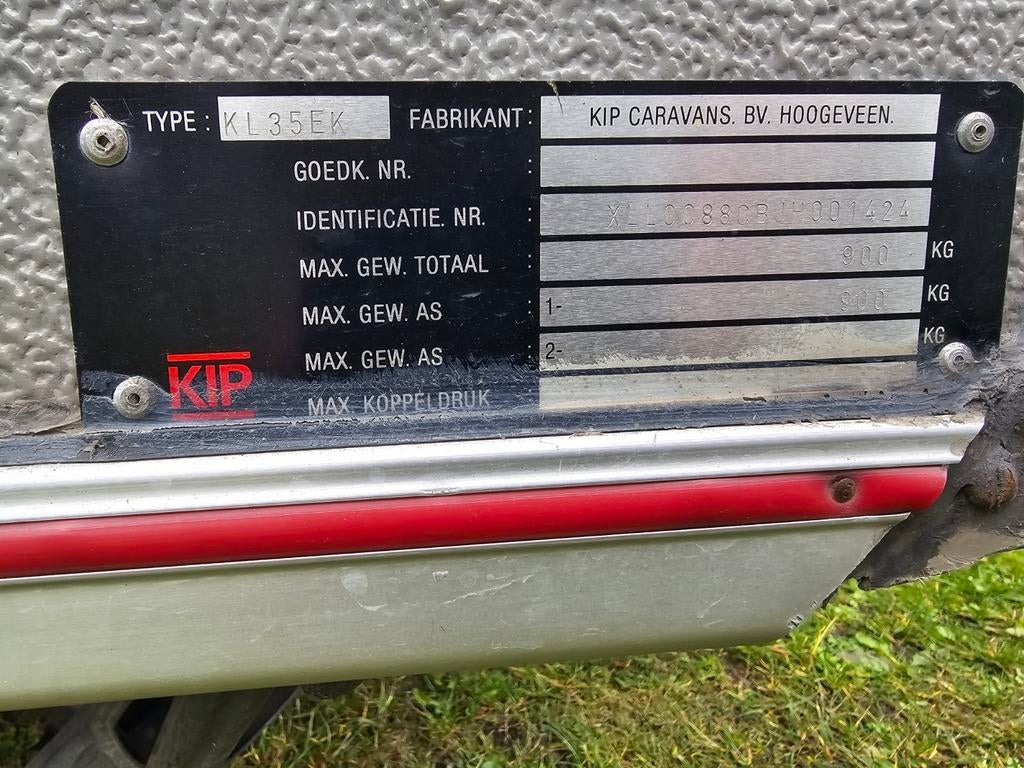 TYPE : KL35EK FABRIKANT : KIP CARAVANS. BV. HOOGEVEEN.
GOEDK. NR. :
IDENTIFICATIE. NR. :
MAX. GEW. TOTAAL : 900 KG
MAX. GEW. AS : 1- 900 KG
MAX. GEW. AS : 2- KG
MAX. KOPPELDRUK
KIP